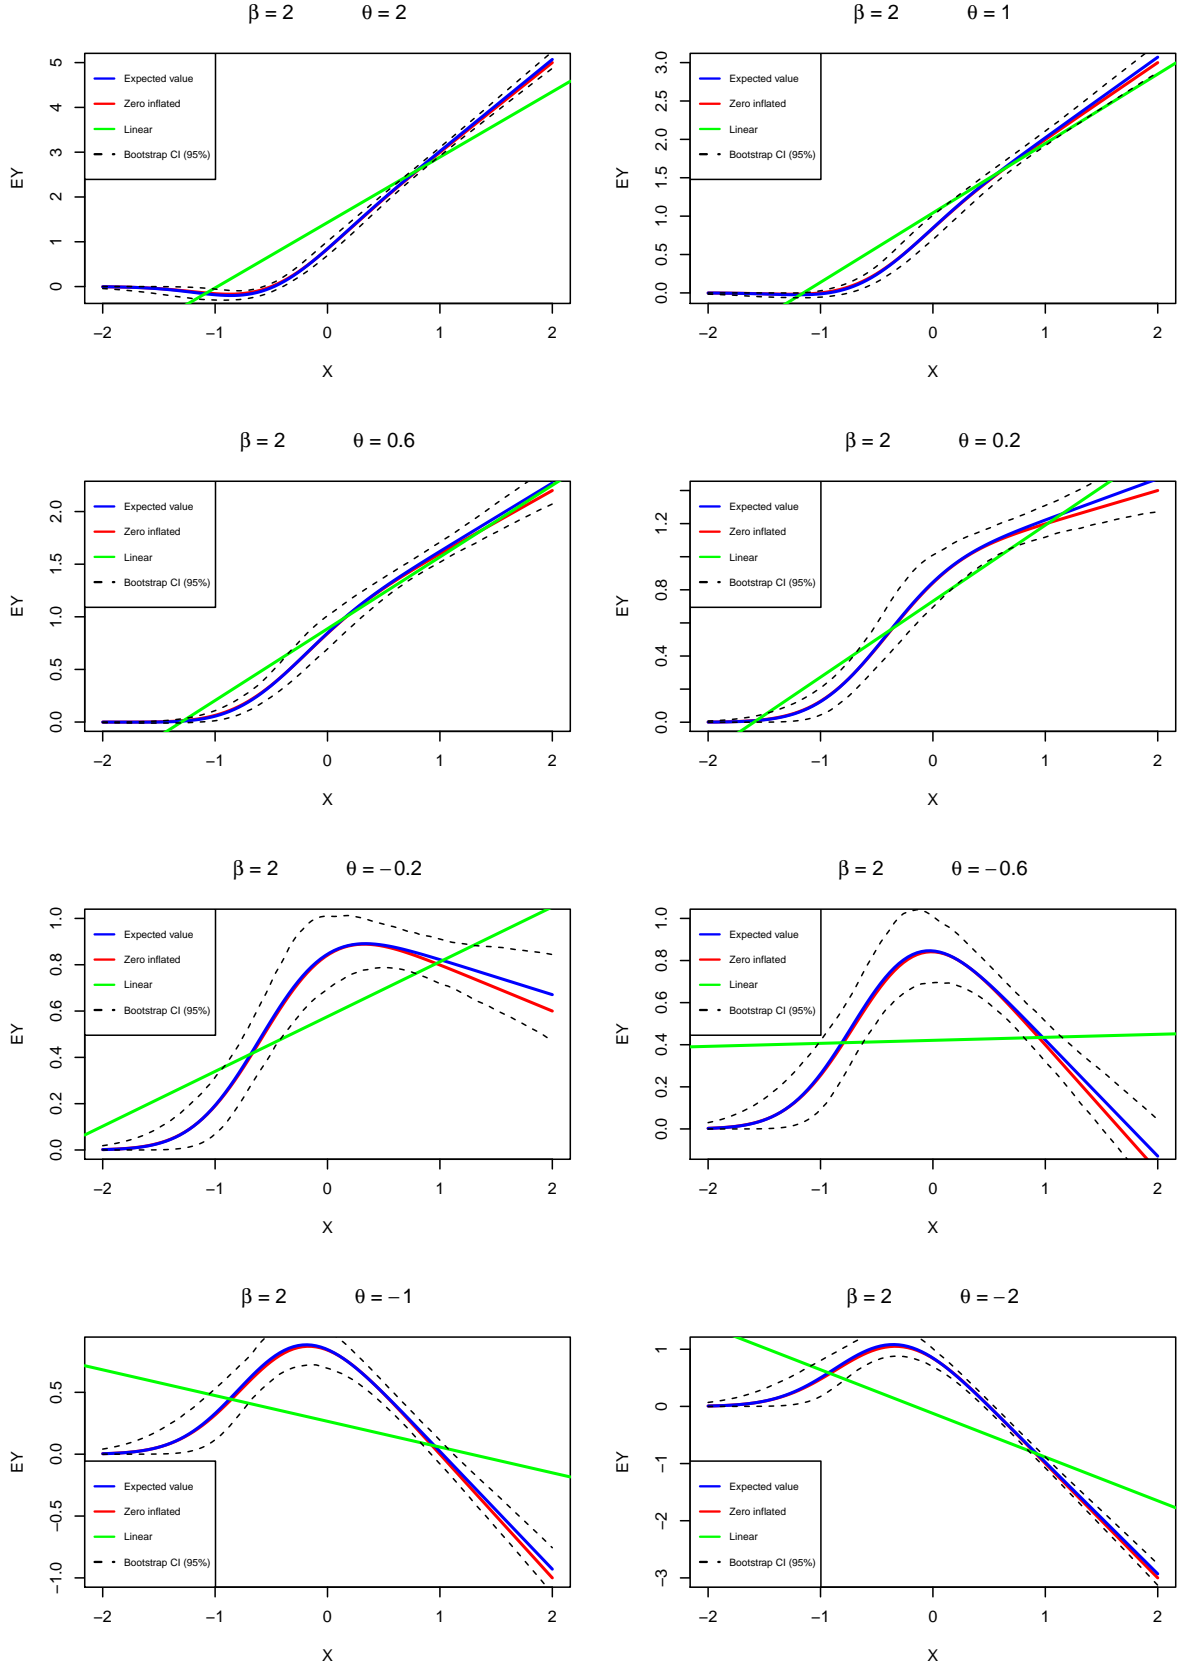 β = 2 θ = 2
EY
5
4
3
2
1
0
Expected value
Zero inflated
Linear
Bootstrap CI (95%)
−2 −1 0 1 2
X
β = 2 θ = 1
EY
3.0
2.5
2.0
1.5
1.0
0.5
0.0
Expected value
Zero inflated
Linear
Bootstrap CI (95%)
−2 −1 0 1 2
X
β = 2 θ = 0.6
EY
2.0
1.5
1.0
0.5
0.0
Expected value
Zero inflated
Linear
Bootstrap CI (95%)
−2 −1 0 1 2
X
β = 2 θ = 0.2
EY
1.2
0.8
0.4
0.0
Expected value
Zero inflated
Linear
Bootstrap CI (95%)
−2 −1 0 1 2
X
β = 2 θ = −0.2
EY
1.0
0.8
0.6
0.4
0.2
0.0
Expected value
Zero inflated
Linear
Bootstrap CI (95%)
−2 −1 0 1 2
X
β = 2 θ = −0.6
EY
1.0
0.8
0.6
0.4
0.2
0.0
Expected value
Zero inflated
Linear
Bootstrap CI (95%)
−2 −1 0 1 2
X
β = 2 θ = −1
EY
0.5
0.0
−0.5
−1.0
Expected value
Zero inflated
Linear
Bootstrap CI (95%)
−2 −1 0 1 2
X
β = 2 θ = −2
EY
1
0
−1
−2
−3
Expected value
Zero inflated
Linear
Bootstrap CI (95%)
−2 −1 0 1 2
X